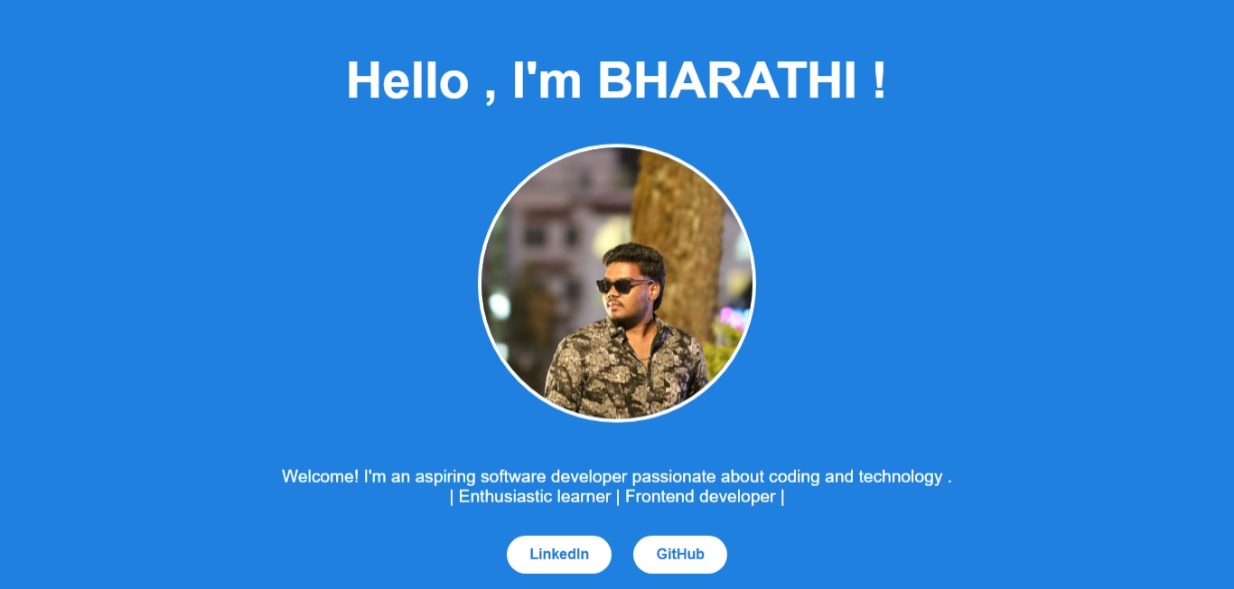 Hello , I'm BHARATHI !
Welcome! I'm an aspiring software developer passionate about coding and technology .
| Enthusiastic learner | Frontend developer |
LinkedIn
GitHub